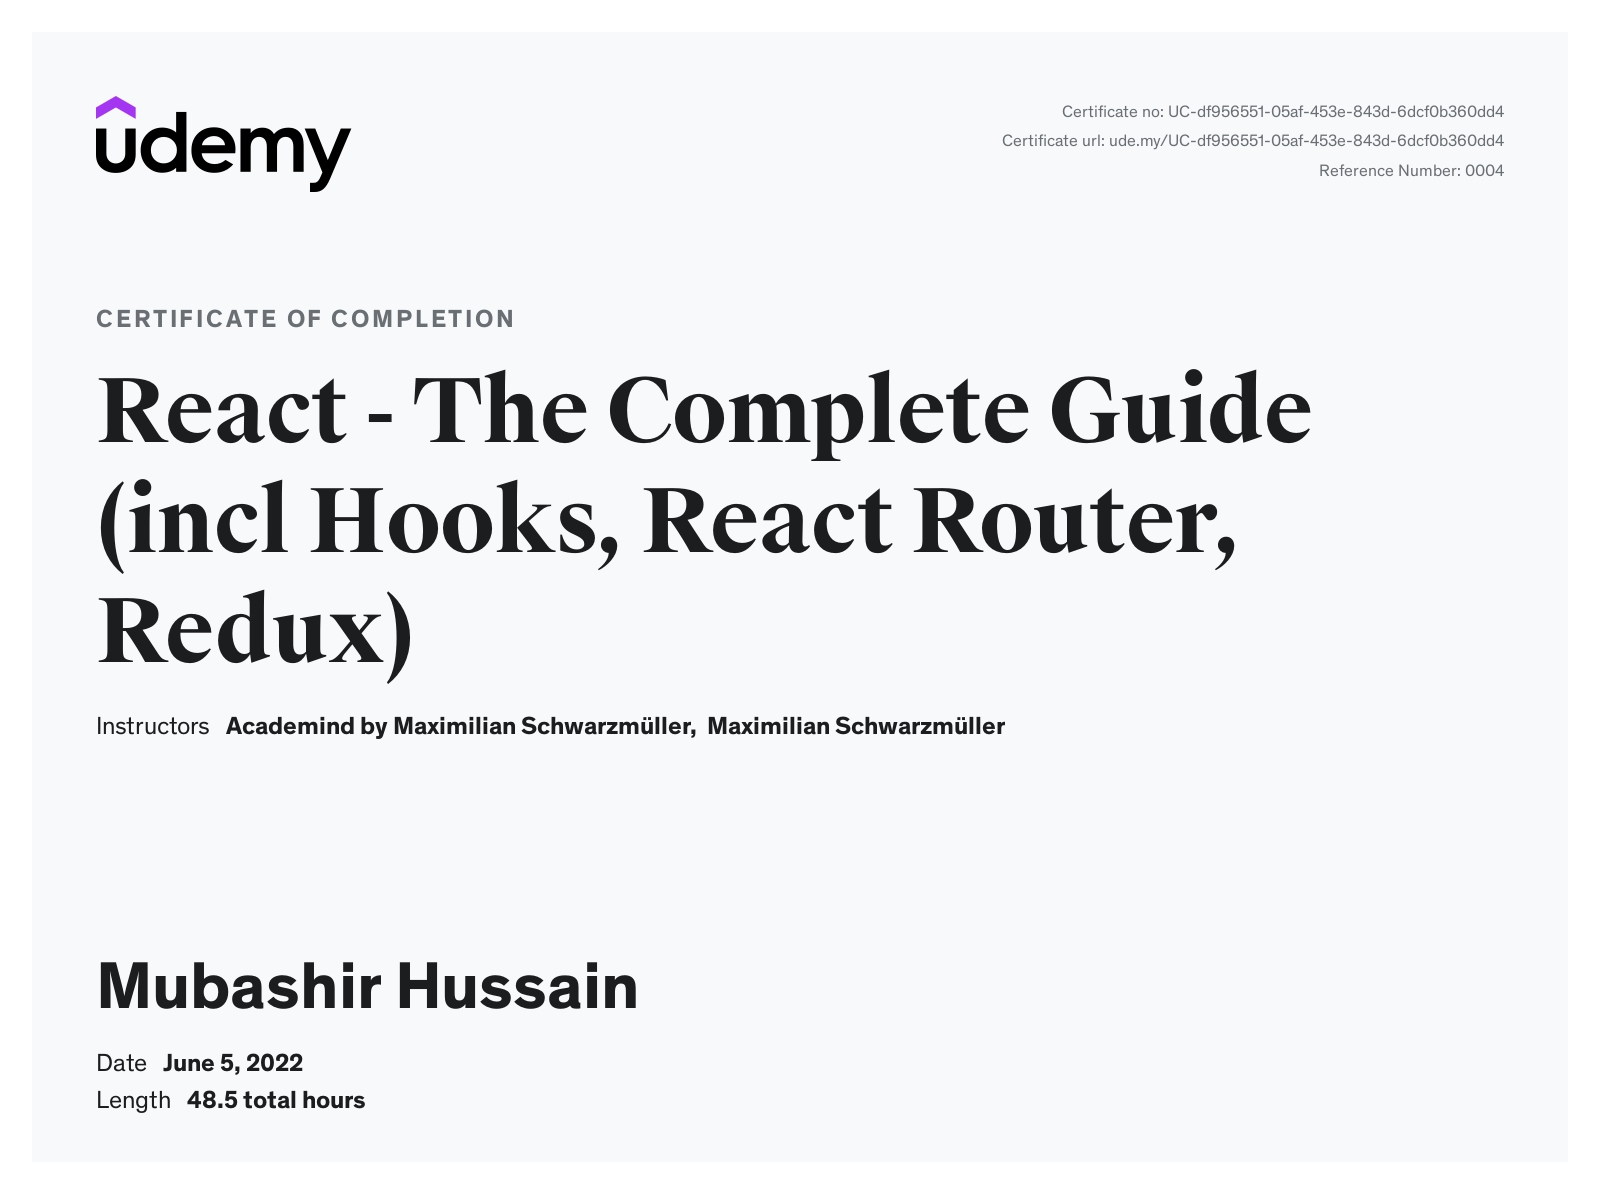 udemy
Certificate no: UC-df956551-05af-453e-843d-6dcf0b360dd4
Certificate url: ude.my/UC-df956551-05af-453e-843d-6dcf0b360dd4
Reference Number: 0004
CERTIFICATE OF COMPLETION
React - The Complete Guide
(incl Hooks, React Router,
Redux)
Instructors Academind by Maximilian Schwarzmüller, Maximilian Schwarzmüller
Mubashir Hussain
Date June 5, 2022
Length 48.5 total hours